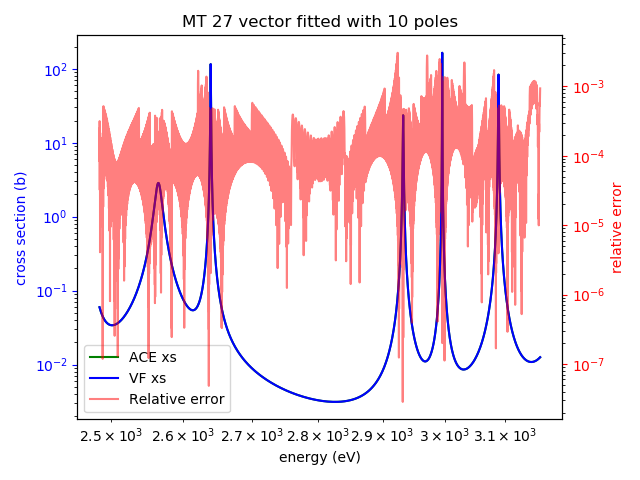 MT 27 vector fitted with 10 poles
cross section (b)
10²
10¹
10⁰
10⁻¹
10⁻²
relative error
10⁻³
10⁻⁴
10⁻⁵
10⁻⁶
10⁻⁷
ACE xs
VF xs
Relative error
2.5 × 10³ 2.6 × 10³ 2.7 × 10³ 2.8 × 10³ 2.9 × 10³ 3 × 10³ 3.1 × 10³
energy (eV)